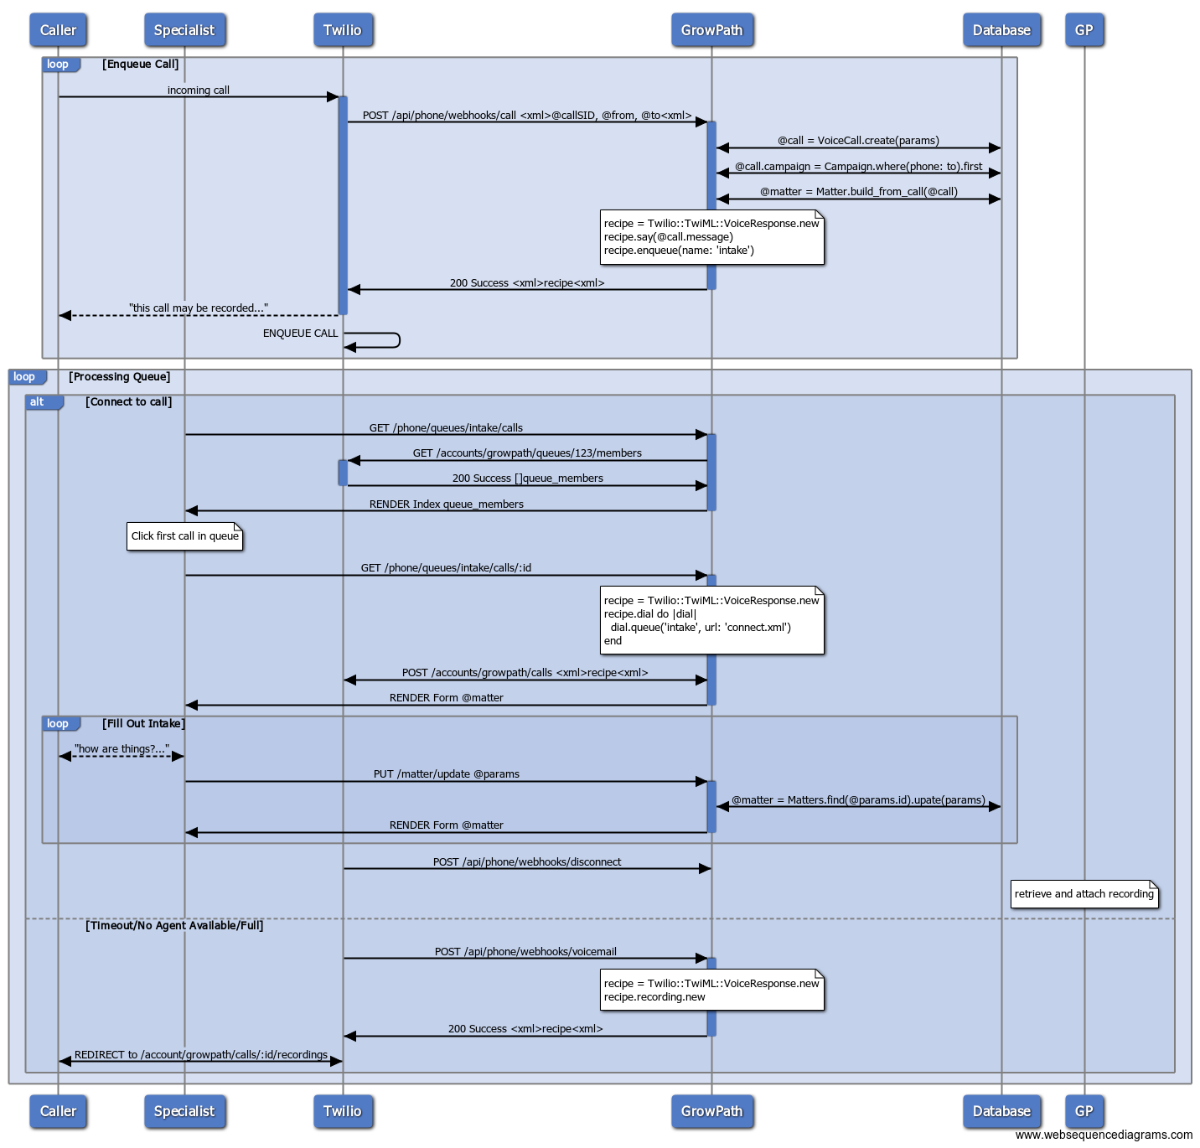 Caller Specialist Twilio GrowPath Database GP
loop [Enqueue Call]
incoming call
POST /api/phone/webhooks/call <xml>@callSID, @from, @to<xml>
@call = VoiceCall.create(params)
@call.campaign = Campaign.where(phone: to).first
@matter = Matter.build_from_call(@call)
recipe = Twilio::TwiML::VoiceResponse.new
recipe.say(@call.message)
recipe.enqueue(name: 'intake')
200 Success <xml>recipe<xml>
"this call may be recorded..."
ENQUEUE CALL
loop [Processing Queue]
alt [Connect to call]
GET /phone/queues/intake/calls
GET /accounts/growpath/queues/123/members
200 Success []queue_members
RENDER Index queue_members
Click first call in queue
GET /phone/queues/intake/calls/:id
recipe = Twilio::TwiML::VoiceResponse.new
recipe.dial do |dial|
dial.queue('intake', url: 'connect.xml')
end
POST /accounts/growpath/calls <xml>recipe<xml>
RENDER Form @matter
loop [Fill Out Intake]
"how are things?..."
PUT /matter/update @params
@matter = Matters.find(@params.id).upate(params)
RENDER Form @matter
POST /api/phone/webhooks/disconnect
retrieve and attach recording
[TImeout/No Agent Available/Full]
POST /api/phone/webhooks/voicemail
recipe = Twilio::TwiML::VoiceResponse.new
recipe.recording.new
200 Success <xml>recipe<xml>
REDIRECT to /account/growpath/calls/:id/recordings
Caller Specialist Twilio GrowPath Database GP
www.websequencediagrams.com